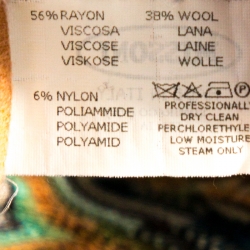 56% RAYON 38% WOOL
VISCOSA LANA
VISCOSE LAINE
VISKOSE WOLLE
6% NYLON
POLIAMMIDE PROFESSIONALLY
POLYAMIDE DRY CLEAN
POLYAMID PERCHLORETHYLE
LOW MOISTURE
STEAM ONLY